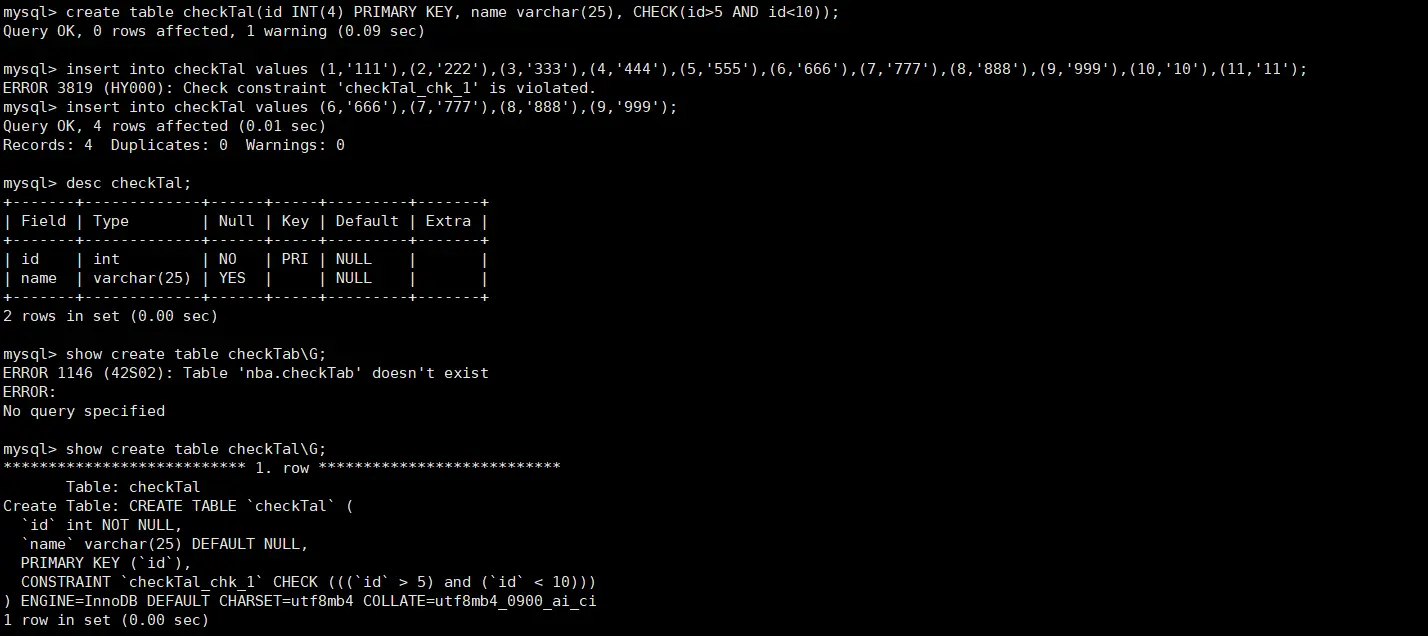 mysql> create table checkTal(id INT(4) PRIMARY KEY, name varchar(25), CHECK(id>5 AND id<10));
Query OK, 0 rows affected, 1 warning (0.09 sec)
mysql> insert into checkTal values (1,'111'),(2,'222'),(3,'333'),(4,'444'),(5,'555'),(6,'666'),(7,'777'),(8,'888'),(9,'999'),(10,'10'),(11,'11');
ERROR 3819 (HY000): Check constraint 'checkTal_chk_1' is violated.
mysql> insert into checkTal values (6,'666'),(7,'777'),(8,'888'),(9,'999');
Query OK, 4 rows affected (0.01 sec)
Records: 4  Duplicates: 0  Warnings: 0
mysql> desc checkTal;
+-------+-------------+------+-----+---------+-------+
| Field | Type        | Null | Key | Default | Extra |
+-------+-------------+------+-----+---------+-------+
| id    | int         | NO   | PRI | NULL    |       |
| name  | varchar(25) | YES  |     | NULL    |       |
+-------+-------------+------+-----+---------+-------+
2 rows in set (0.00 sec)
mysql> show create table checkTab\G;
ERROR 1146 (42S02): Table 'nba.checkTab' doesn't exist
ERROR:
No query specified
mysql> show create table checkTal\G;
*************************** 1. row ***************************
       Table: checkTal
Create Table: CREATE TABLE `checkTal` (
  `id` int NOT NULL,
  `name` varchar(25) DEFAULT NULL,
  PRIMARY KEY (`id`),
  CONSTRAINT `checkTal_chk_1` CHECK (((`id` > 5) and (`id` < 10)))
) ENGINE=InnoDB DEFAULT CHARSET=utf8mb4 COLLATE=utf8mb4_0900_ai_ci
1 row in set (0.00 sec)